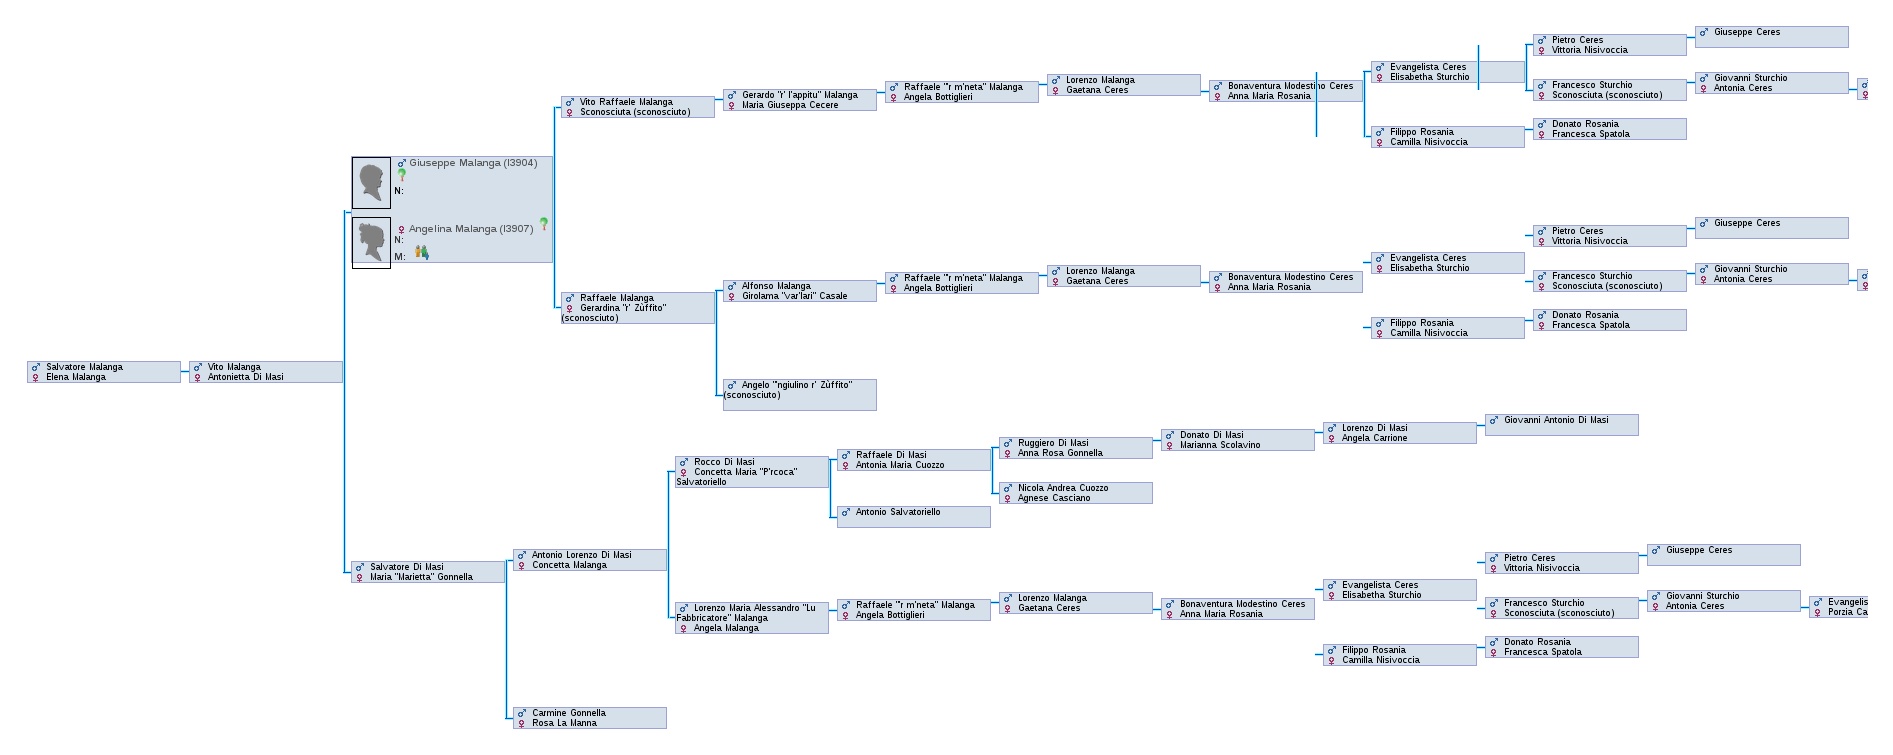 Salvatore Malanga
Elena Malanga
Vito Malanga
Antonietta Di Masi
Giuseppe Malanga (I3904)
N:
Angelina Malanga (I3907)
N:
M:
Vito Raffaele Malanga
Sconosciuta (sconosciuto)
Gerardo "r' l'appitu" Malanga
Maria Giuseppa Cecere
Raffaele "'r m'neta" Malanga
Angela Bottiglieri
Lorenzo Malanga
Gaetana Ceres
Bonaventura Modestino Ceres
Anna Maria Rosania
Evangelista Ceres
Elisabetha Sturchio
Pietro Ceres
Vittoria Nisivoccia
Giuseppe Ceres
Francesco Sturchio
Sconosciuta (sconosciuto)
Giovanni Sturchio
Antonia Ceres
Filippo Rosania
Camilla Nisivoccia
Donato Rosania
Francesca Spatola
Raffaele Malanga
Gerardina "r' Zùffito"
(sconosciuto)
Alfonso Malanga
Girolama "var'lari" Casale
Raffaele "'r m'neta" Malanga
Angela Bottiglieri
Lorenzo Malanga
Gaetana Ceres
Bonaventura Modestino Ceres
Anna Maria Rosania
Evangelista Ceres
Elisabetha Sturchio
Pietro Ceres
Vittoria Nisivoccia
Giuseppe Ceres
Francesco Sturchio
Sconosciuta (sconosciuto)
Giovanni Sturchio
Antonia Ceres
Filippo Rosania
Camilla Nisivoccia
Donato Rosania
Francesca Spatola
Angelo "'ngiulino r' Zùffito"
(sconosciuto)
Salvatore Di Masi
Maria "Marietta" Gonnella
Antonio Lorenzo Di Masi
Concetta Malanga
Rocco Di Masi
Concetta Maria "P'rcoca"
Salvatoriello
Raffaele Di Masi
Antonia Maria Cuozzo
Ruggiero Di Masi
Anna Rosa Gonnella
Donato Di Masi
Marianna Scolavino
Lorenzo Di Masi
Angela Carrione
Giovanni Antonio Di Masi
Nicola Andrea Cuozzo
Agnese Casciano
Antonio Salvatoriello
Lorenzo Maria Alessandro "Lu
Fabbricatore" Malanga
Angela Malanga
Raffaele "'r m'neta" Malanga
Angela Bottiglieri
Lorenzo Malanga
Gaetana Ceres
Bonaventura Modestino Ceres
Anna Maria Rosania
Evangelista Ceres
Elisabetha Sturchio
Pietro Ceres
Vittoria Nisivoccia
Giuseppe Ceres
Francesco Sturchio
Sconosciuta (sconosciuto)
Giovanni Sturchio
Antonia Ceres
Evangelis
Porzia Ca
Filippo Rosania
Camilla Nisivoccia
Donato Rosania
Francesca Spatola
Carmine Gonnella
Rosa La Manna